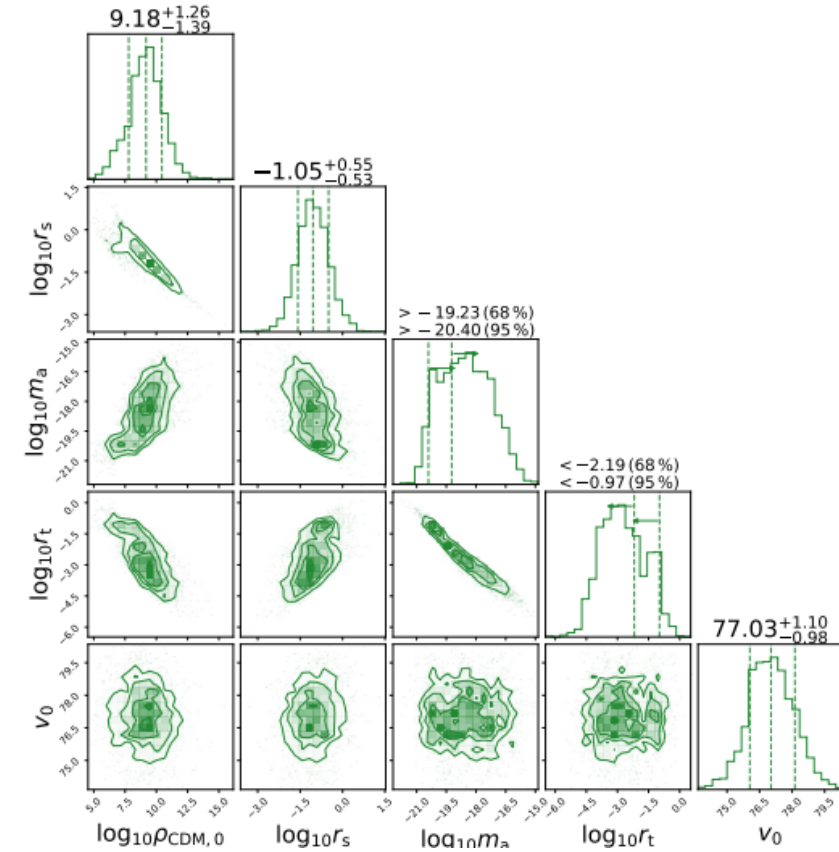 9.18+1.26−1.39
−1.05+0.55−0.53
> −19.23 (68 %)
> −20.40 (95 %)
< −2.19 (68 %)
< −0.97 (95 %)
77.03+1.10−0.98
log10rs
1.5
0.0
−1.5
−3.0
log10ma
−15.0
−16.5
−18.0
−19.5
−21.0
log10rt
0.0
−1.5
−3.0
−4.5
−6.0
v0
79.5
78.0
76.5
75.0
5.0 7.5 10.0 12.5 15.0
−3.0 −1.5 0.0 1.5
−21.0 −19.5 −18.0 −16.5 −15.0
−6.0 −4.5 −3.0 −1.5 0.0
75.0 76.5 78.0 79.5
log10ρCDM, 0 log10rs log10ma log10rt v0